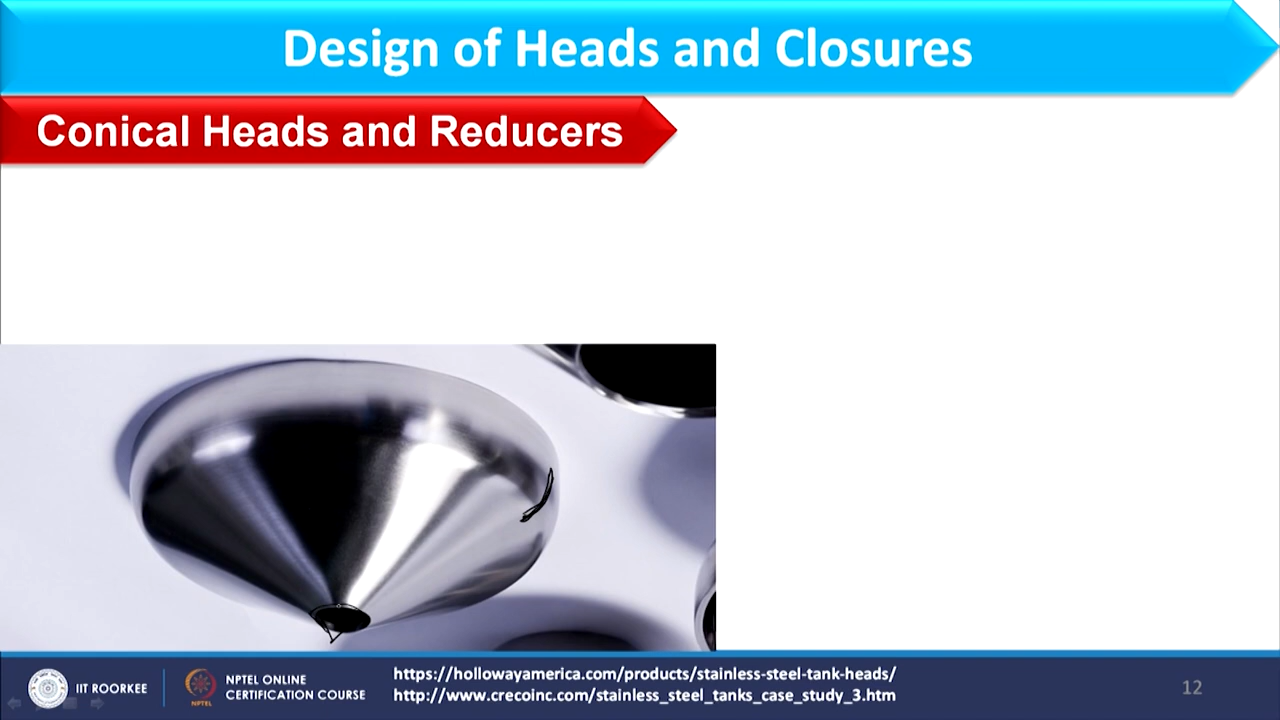 Design of Heads and Closures
Conical Heads and Reducers
IIT ROORKEE
NPTEL ONLINE
CERTIFICATION COURSE
NPTEL
https://hollowayamerica.com/products/stainless-steel-tank-heads/
http://www.crecoinc.com/stainless_steel_tanks_case_study_3.htm
12